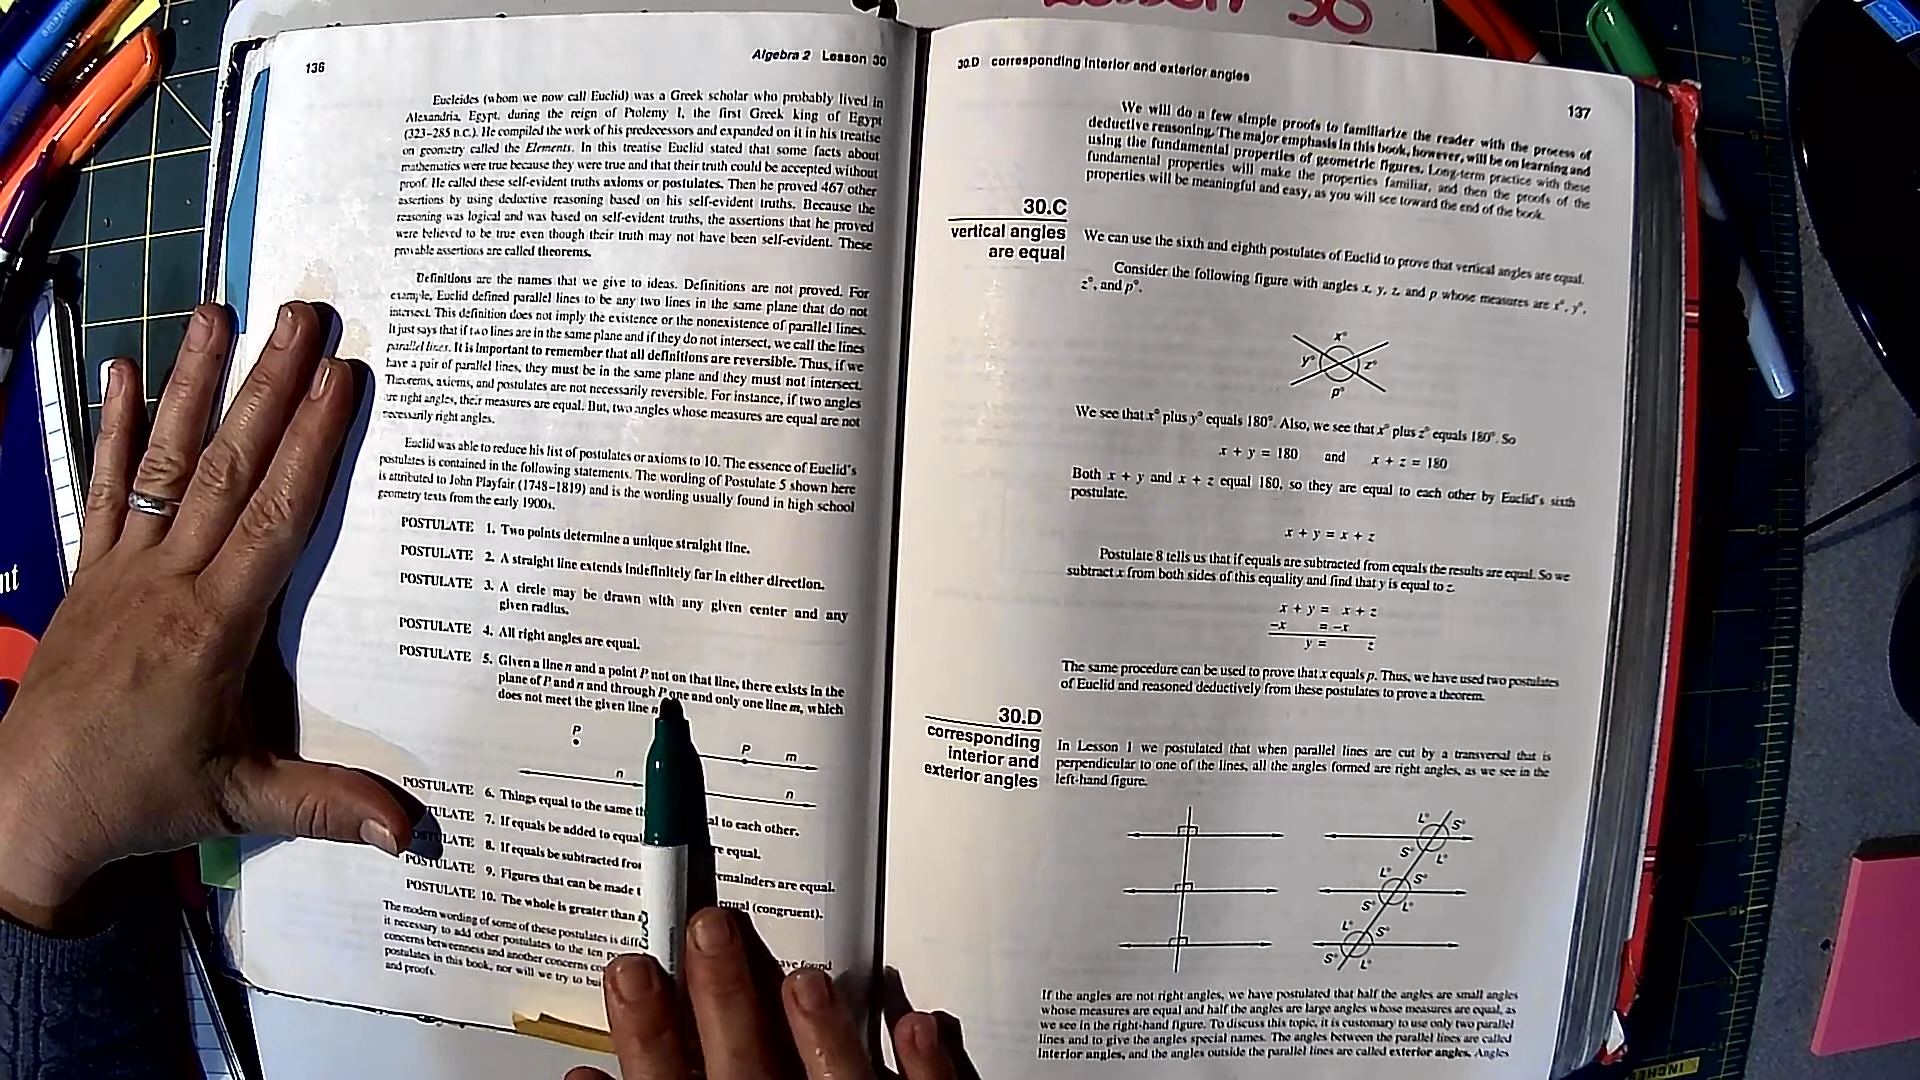 Lesson 30
136
Algebra 2 Lesson 30
Eucleides (whom we now call Euclid) was a Greek scholar who probably lived in
Alexandria, Egypt, during the reign of Ptolemy I, the first Greek king of Egypt
(323–285 B.C.). He compiled the work of his predecessors and expanded on it in his treatise
on geometry called the Elements. In this treatise Euclid stated that some facts about
mathematics were true because they were true and that their truth could be accepted without
proof. He called these self-evident truths axioms or postulates. Then he proved 467 other
assertions by using deductive reasoning based on his self-evident truths. Because the
reasoning was logical and was based on self-evident truths, the assertions that he proved
were believed to be true even though their truth may not have been self-evident. These
provable assertions are called theorems.
Definitions are the names that we give to ideas. Definitions are not proved. For
example, Euclid defined parallel lines to be any two lines in the same plane that do not
intersect. This definition does not imply the existence or the nonexistence of parallel lines.
It just says that if two lines are in the same plane and if they do not intersect, we call the lines
parallel lines. It is important to remember that all definitions are reversible. Thus, if we
have a pair of parallel lines, they must be in the same plane and they must not intersect.
Theorems, axioms, and postulates are not necessarily reversible. For instance, if two angles
are right angles, their measures are equal. But, two angles whose measures are equal are not
necessarily right angles.
Euclid was able to reduce his list of postulates or axioms to 10. The essence of Euclid's
postulates is contained in the following statements. The wording of Postulate 5 shown here
is attributed to John Playfair (1748–1819) and is the wording usually found in high school
geometry texts from the early 1900s.
POSTULATE 1. Two points determine a unique straight line.
POSTULATE 2. A straight line extends indefinitely far in either direction.
POSTULATE 3. A circle may be drawn with any given center and any
given radius.
POSTULATE 4. All right angles are equal.
POSTULATE 5. Given a line n and a point P not on that line, there exists in the
plane of P and n and through P one and only one line m, which
does not meet the given line n
P P m
n n
POSTULATE 6. Things equal to the same to each other.
POSTULATE 7. If equals be added to equal equal.
POSTULATE 8. If equals be subtracted remainders are equal.
POSTULATE 9. Figures that can be made equal (congruent).
POSTULATE 10. The whole is greater than
The modern wording of some of these postulates is
it necessary to add other postulates to the ten have found
concerns betweenness and another concerns
postulates in this book, nor will we try to
and proofs.
30.D corresponding interior and exterior angles
137
We will do a few simple proofs to familiarize the reader with the process of
deductive reasoning. The major emphasis in this book, however, will be on learning and
using the fundamental properties of geometric figures. Long-term practice with these
fundamental properties will make the properties familiar, and then the proofs of the
properties will be meaningful and easy, as you will see toward the end of the book.
30.C
vertical angles
are equal
We can use the sixth and eighth postulates of Euclid to prove that vertical angles are equal.
Consider the following figure with angles x, y, z, and p whose measures are x°, y°,
z°, and p°.
x°
y° z°
p°
We see that x° plus y° equals 180°. Also, we see that x° plus z° equals 180°. So
x + y = 180 and x + z = 180
Both x + y and x + z equal 180, so they are equal to each other by Euclid's sixth
postulate.
x + y = x + z
Postulate 8 tells us that if equals are subtracted from equals the results are equal. So we
subtract x from both sides of this equality and find that y is equal to z.
x + y = x + z
−x = −x
y = z
The same procedure can be used to prove that x equals p. Thus, we have used two postulates
of Euclid and reasoned deductively from these postulates to prove a theorem.
30.D
corresponding
interior and
exterior angles
In Lesson 1 we postulated that when parallel lines are cut by a transversal that is
perpendicular to one of the lines, all the angles formed are right angles, as we see in the
left-hand figure.
L° S°
S° L°
L° S°
S° L°
L° S°
S° L°
If the angles are not right angles, we have postulated that half the angles are small angles
whose measures are equal and half the angles are large angles whose measures are equal, as
we see in the right-hand figure. To discuss this topic, it is customary to use only two parallel
lines and to give the angles special names. The angles between the parallel lines are called
interior angles, and the angles outside the parallel lines are called exterior angles. Angles